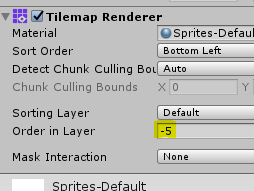 Tilemap Renderer
Material Sprites-Defaul
Sort Order Bottom Left
Detect Chunk Culling Bou Auto
Chunk Culling Bounds X 0 Y
Sorting Layer Default
Order in Layer -5
Mask Interaction None
Sprites-Default